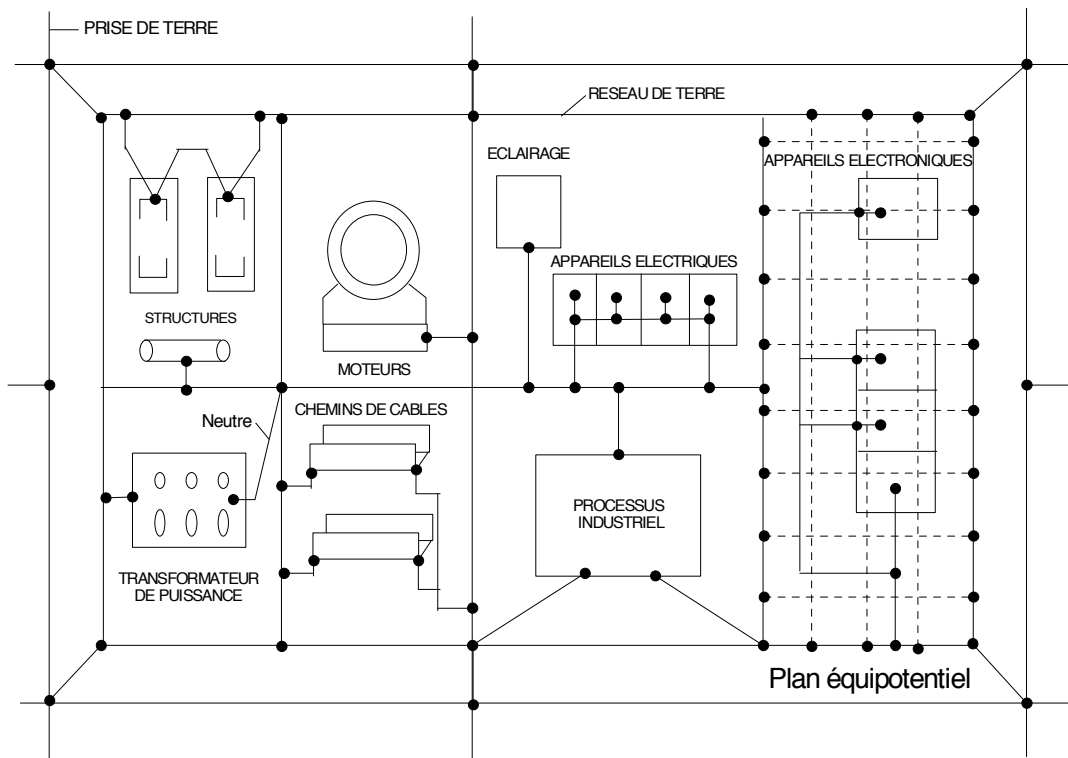 PRISE DE TERRE
RESEAU DE TERRE
ECLAIRAGE
APPAREILS ELECTRONIQUES
APPAREILS ELECTRIQUES
STRUCTURES
MOTEURS
CHEMINS DE CABLES
Neutre
PROCESSUS
INDUSTRIEL
TRANSFORMATEUR
DE PUISSANCE
Plan équipotentiel